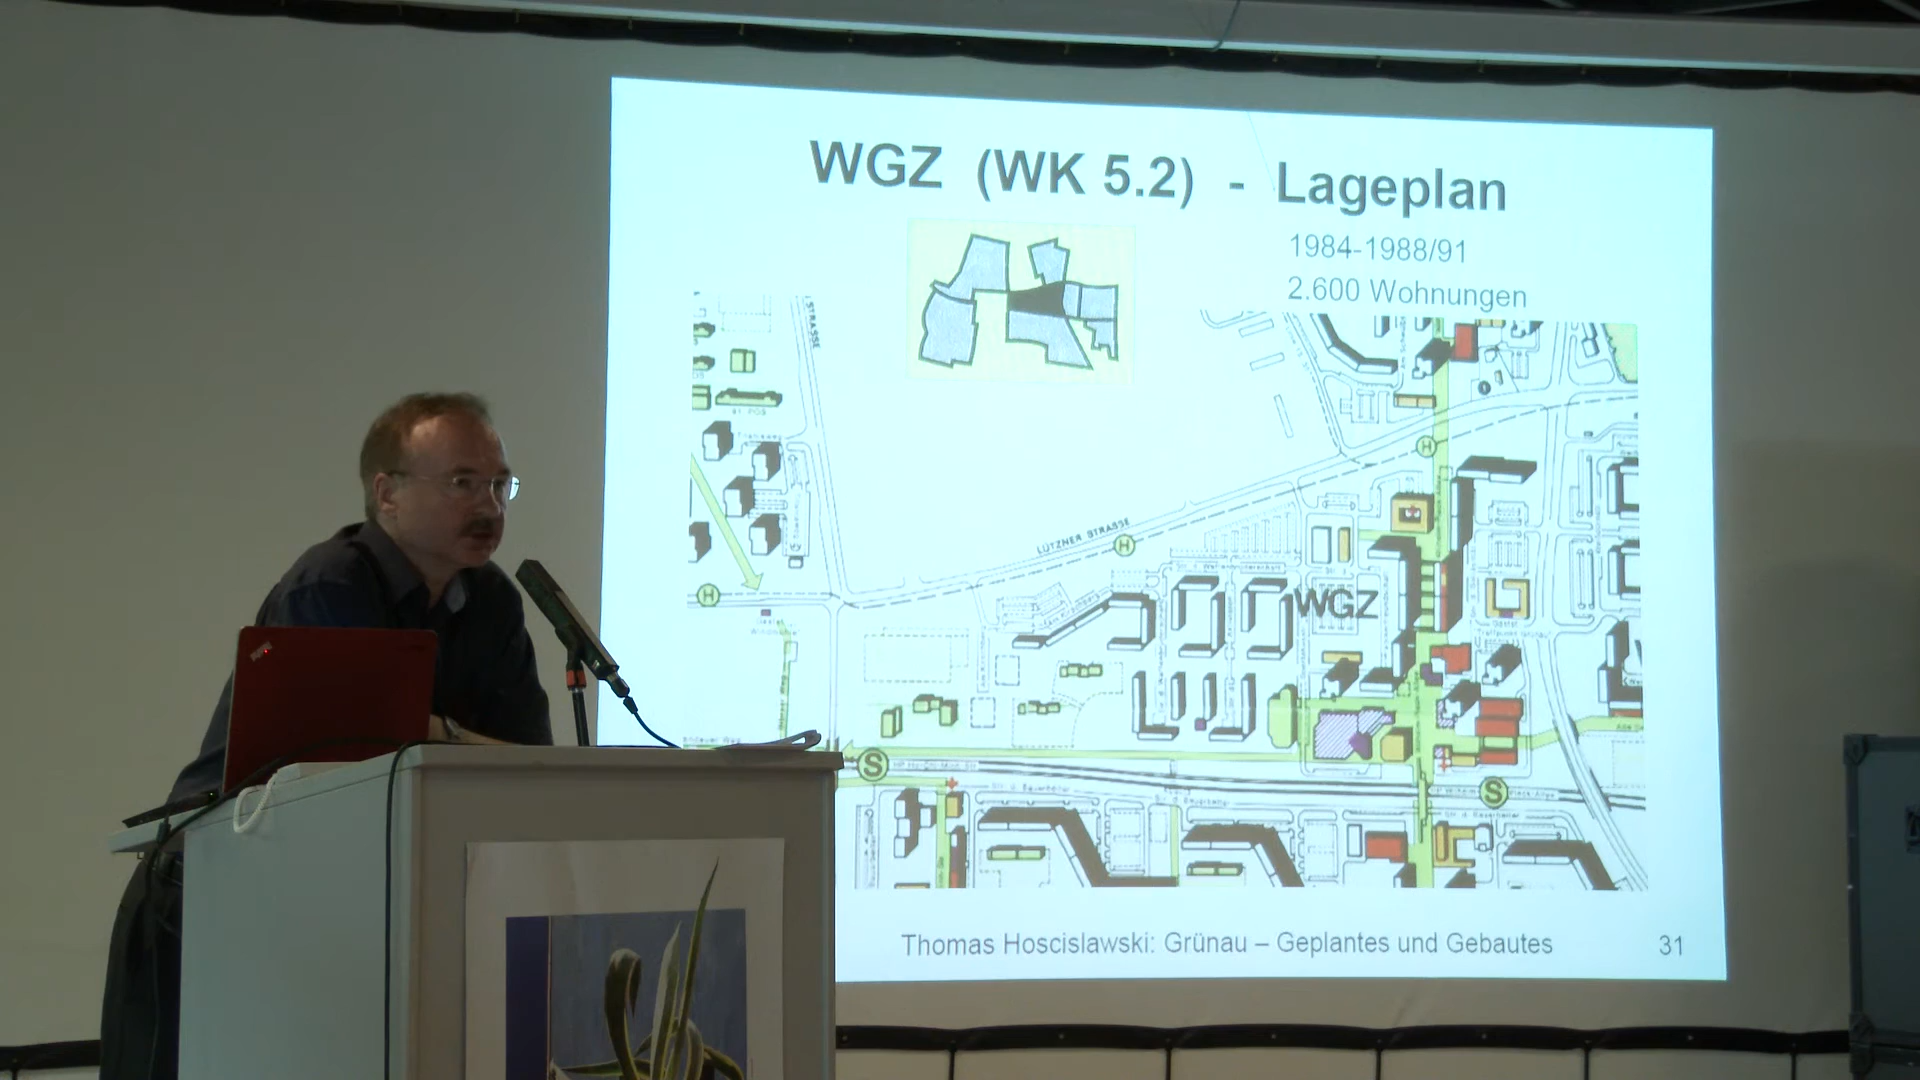 WGZ (WK 5.2) - Lageplan
1984-1988/91
2.600 Wohnungen
STRASSE
H
LÜTZNER STRASSE
H
H
WGZ
S
S
Thomas Hoscislawski: Grünau – Geplantes und Gebautes
31